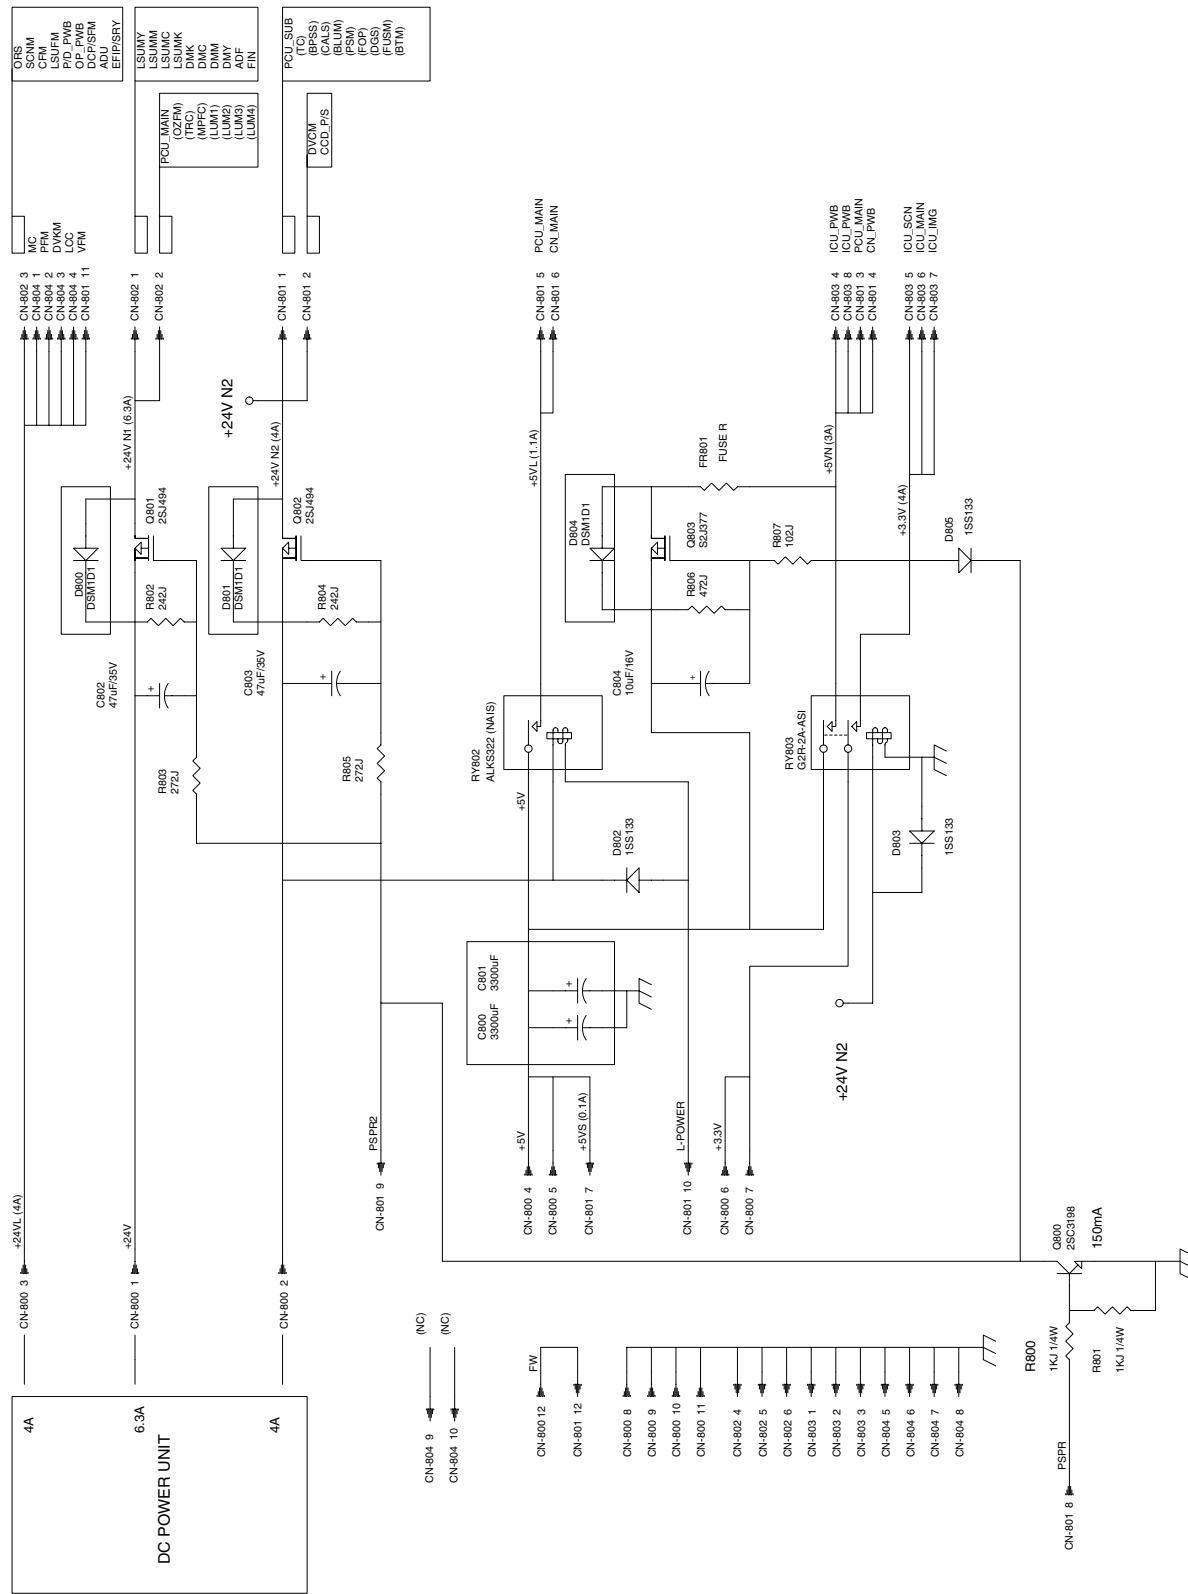 DC POWER UNIT
4A
6.3A
4A
CN-800 3
+24VL (4A)
CN-800 1
+24V
CN-800 2
CN-802 3
CN-804 1
CN-804 2
CN-804 3
CN-804 4
CN-801 11
MC
PFM
DVKM
LCC
VFM
ORS
SCNM
CFM
LSUFM
P/D_PWB
OP_PWB
DCP/SFM
ADU
EFIP/SRY
C802
47uF/35V
R803
272J
D800
DSM1D1
R802
242J
Q801
2SJ494
+24V N1 (6.3A)
CN-802 1
CN-802 2
LSUMY
LSUMM
LSUMC
LSUMK
DMK
DMC
DMM
DMY
ADF
FIN
PCU_MAIN
(OZFM)
(TRC)
(MPFC)
(LUM1)
(LUM2)
(LUM3)
(LUM4)
C803
47uF/35V
R805
272J
D801
DSM1D1
R804
242J
Q802
2SJ494
+24V N2
+24V N2 (4A)
CN-801 1
CN-801 2
PCU_SUB
(TC)
(BPSS)
(CALS)
(BLUM)
(PSM)
(FOP)
(DGS)
(FUSM)
(BTM)
DVCM
CCD_P/S
CN-801 9
PSPR2
CN-804 9
(NC)
CN-804 10
(NC)
CN-800 12
FW
CN-801 12
CN-800 4
+5V
CN-800 5
CN-801 7
+5VS (0.1A)
C800
3300uF
C801
3300uF
+5V
RY802
ALKS322 (NAIS)
+5VL (1.1A)
CN-801 5
CN-801 6
PCU_MAIN
CN_MAIN
D802
1SS133
CN-801 10
L-POWER
CN-800 6
+3.3V
CN-800 7
C804
10uF/16V
D804
DSM1D1
R806
472J
Q803
S2J377
FR801
FUSE R
R807
102J
+5VN (3A)
CN-803 4
CN-803 8
CN-801 3
CN-801 4
ICU_PWB
ICU_PWB
PCU_MAIN
CN_PWB
RY803
G2R-2A-ASI
+3.3V (4A)
CN-803 5
CN-803 6
CN-803 7
ICU_SCN
ICU_MAIN
ICU_IMG
D803
1SS133
D805
1SS133
+24V N2
CN-800 8
CN-800 9
CN-800 10
CN-800 11
CN-802 4
CN-802 5
CN-802 6
CN-803 1
CN-803 2
CN-803 3
CN-804 5
CN-804 6
CN-804 7
CN-804 8
CN-801 8
PSPR
R800
1KJ 1/4W
R801
1KJ 1/4W
Q800
2SC3198
150mA